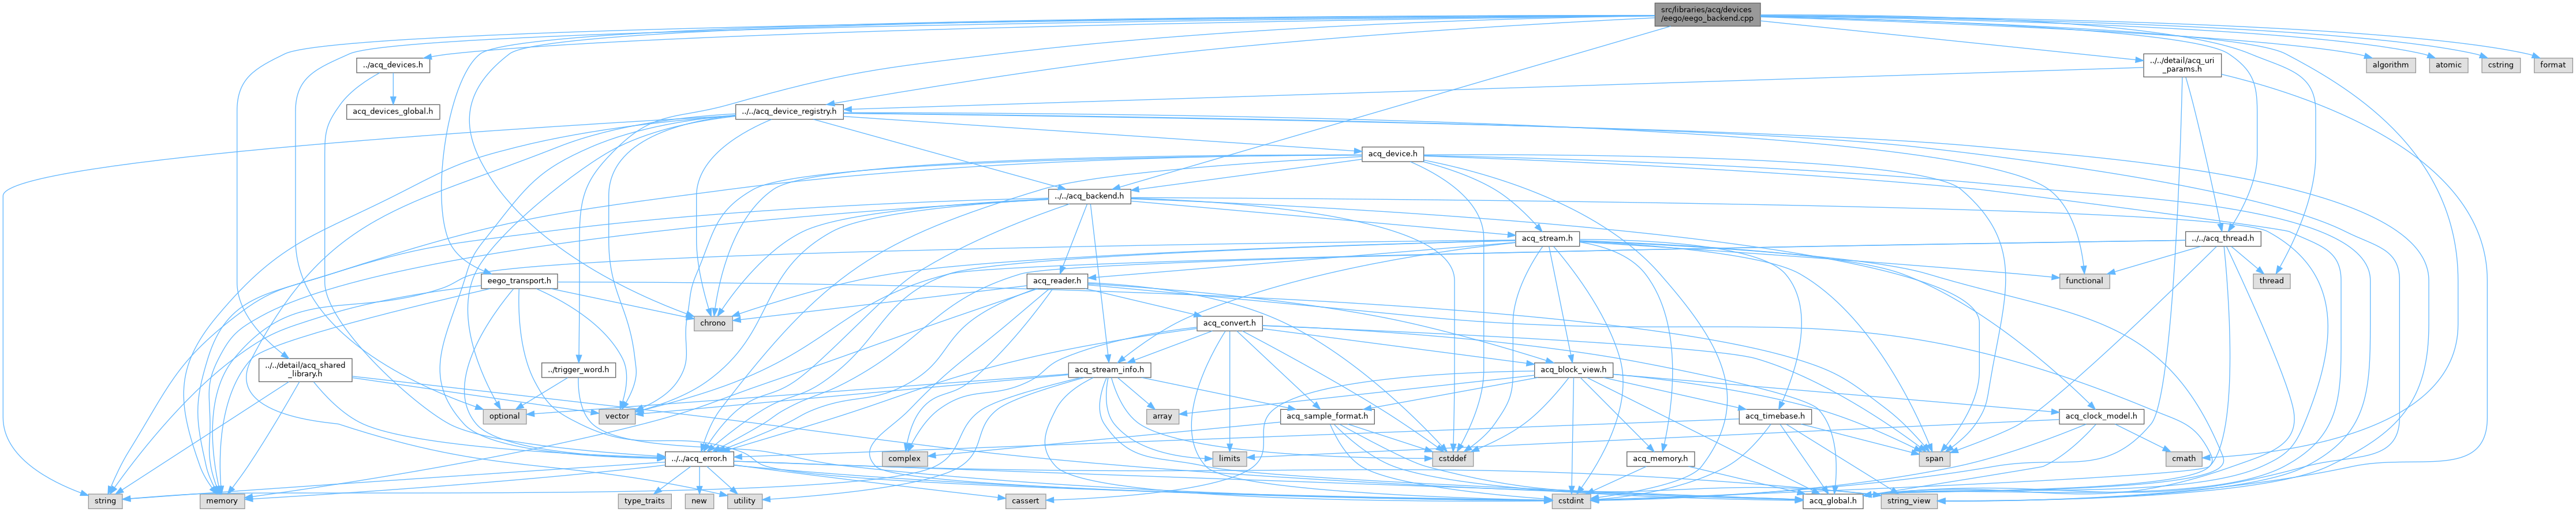 src/libraries/acq/devices
/eego/eego_backend.cpp
../acq_devices.h
../../detail/acq_uri
_params.h
algorithm
atomic
cstring
format
acq_devices_global.h
../../acq_device_registry.h
acq_device.h
../../acq_backend.h
acq_stream.h
../../acq_thread.h
eego_transport.h
acq_reader.h
functional
thread
chrono
acq_convert.h
../../detail/acq_shared
_library.h
../trigger_word.h
acq_stream_info.h
acq_block_view.h
optional
vector
array
acq_sample_format.h
acq_timebase.h
acq_clock_model.h
../../acq_error.h
complex
limits
cstddef
acq_memory.h
span
cmath
string
memory
type_traits
new
utility
cassert
cstdint
acq_global.h
string_view